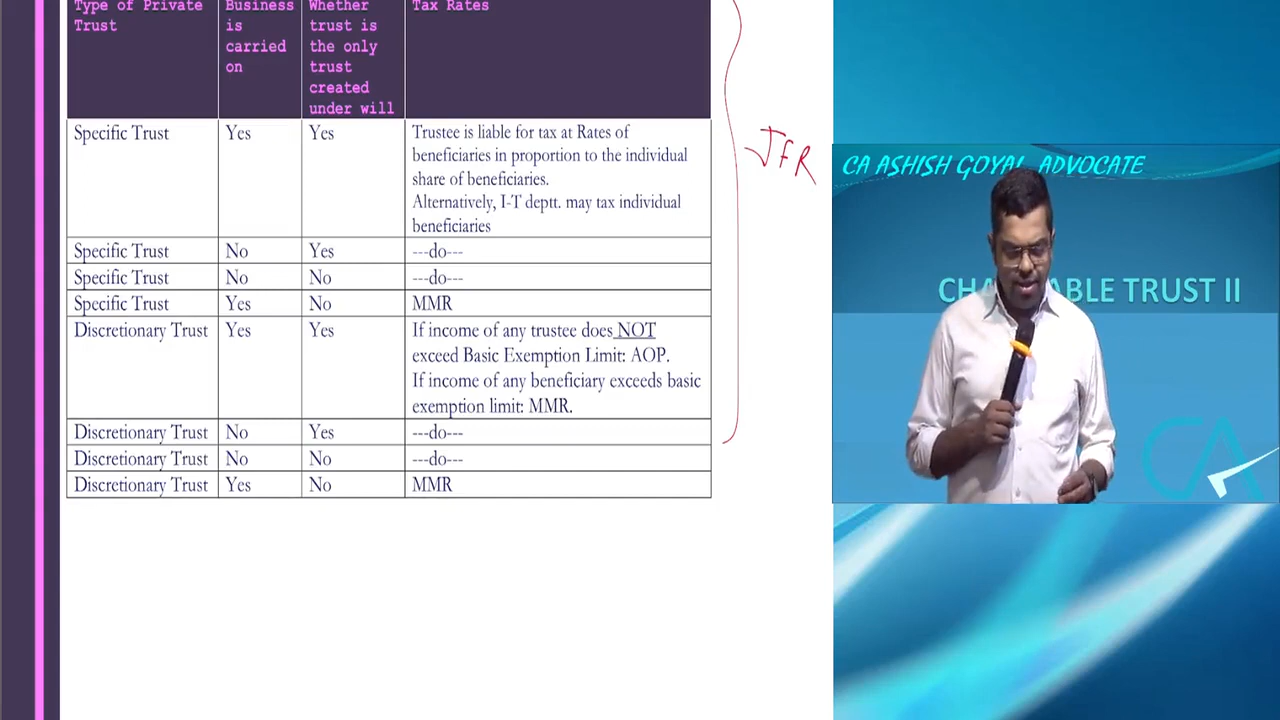 Type of Private Trust
Business is carried on
Whether trust is the only trust created under will
Tax Rates
Specific Trust
Yes
Yes
Trustee is liable for tax at Rates of
beneficiaries in proportion to the individual
share of beneficiaries.
Alternatively, I-T deptt. may tax individual
beneficiaries
Specific Trust No Yes ---do---
Specific Trust No No ---do---
Specific Trust Yes No MMR
Discretionary Trust Yes Yes If income of any trustee does NOT
exceed Basic Exemption Limit: AOP.
If income of any beneficiary exceeds basic
exemption limit: MMR.
Discretionary Trust No Yes ---do---
Discretionary Trust No No ---do---
Discretionary Trust Yes No MMR
JFR
CA ASHISH GOYAL ADVOCATE
CHA ABLE TRUST II
CA